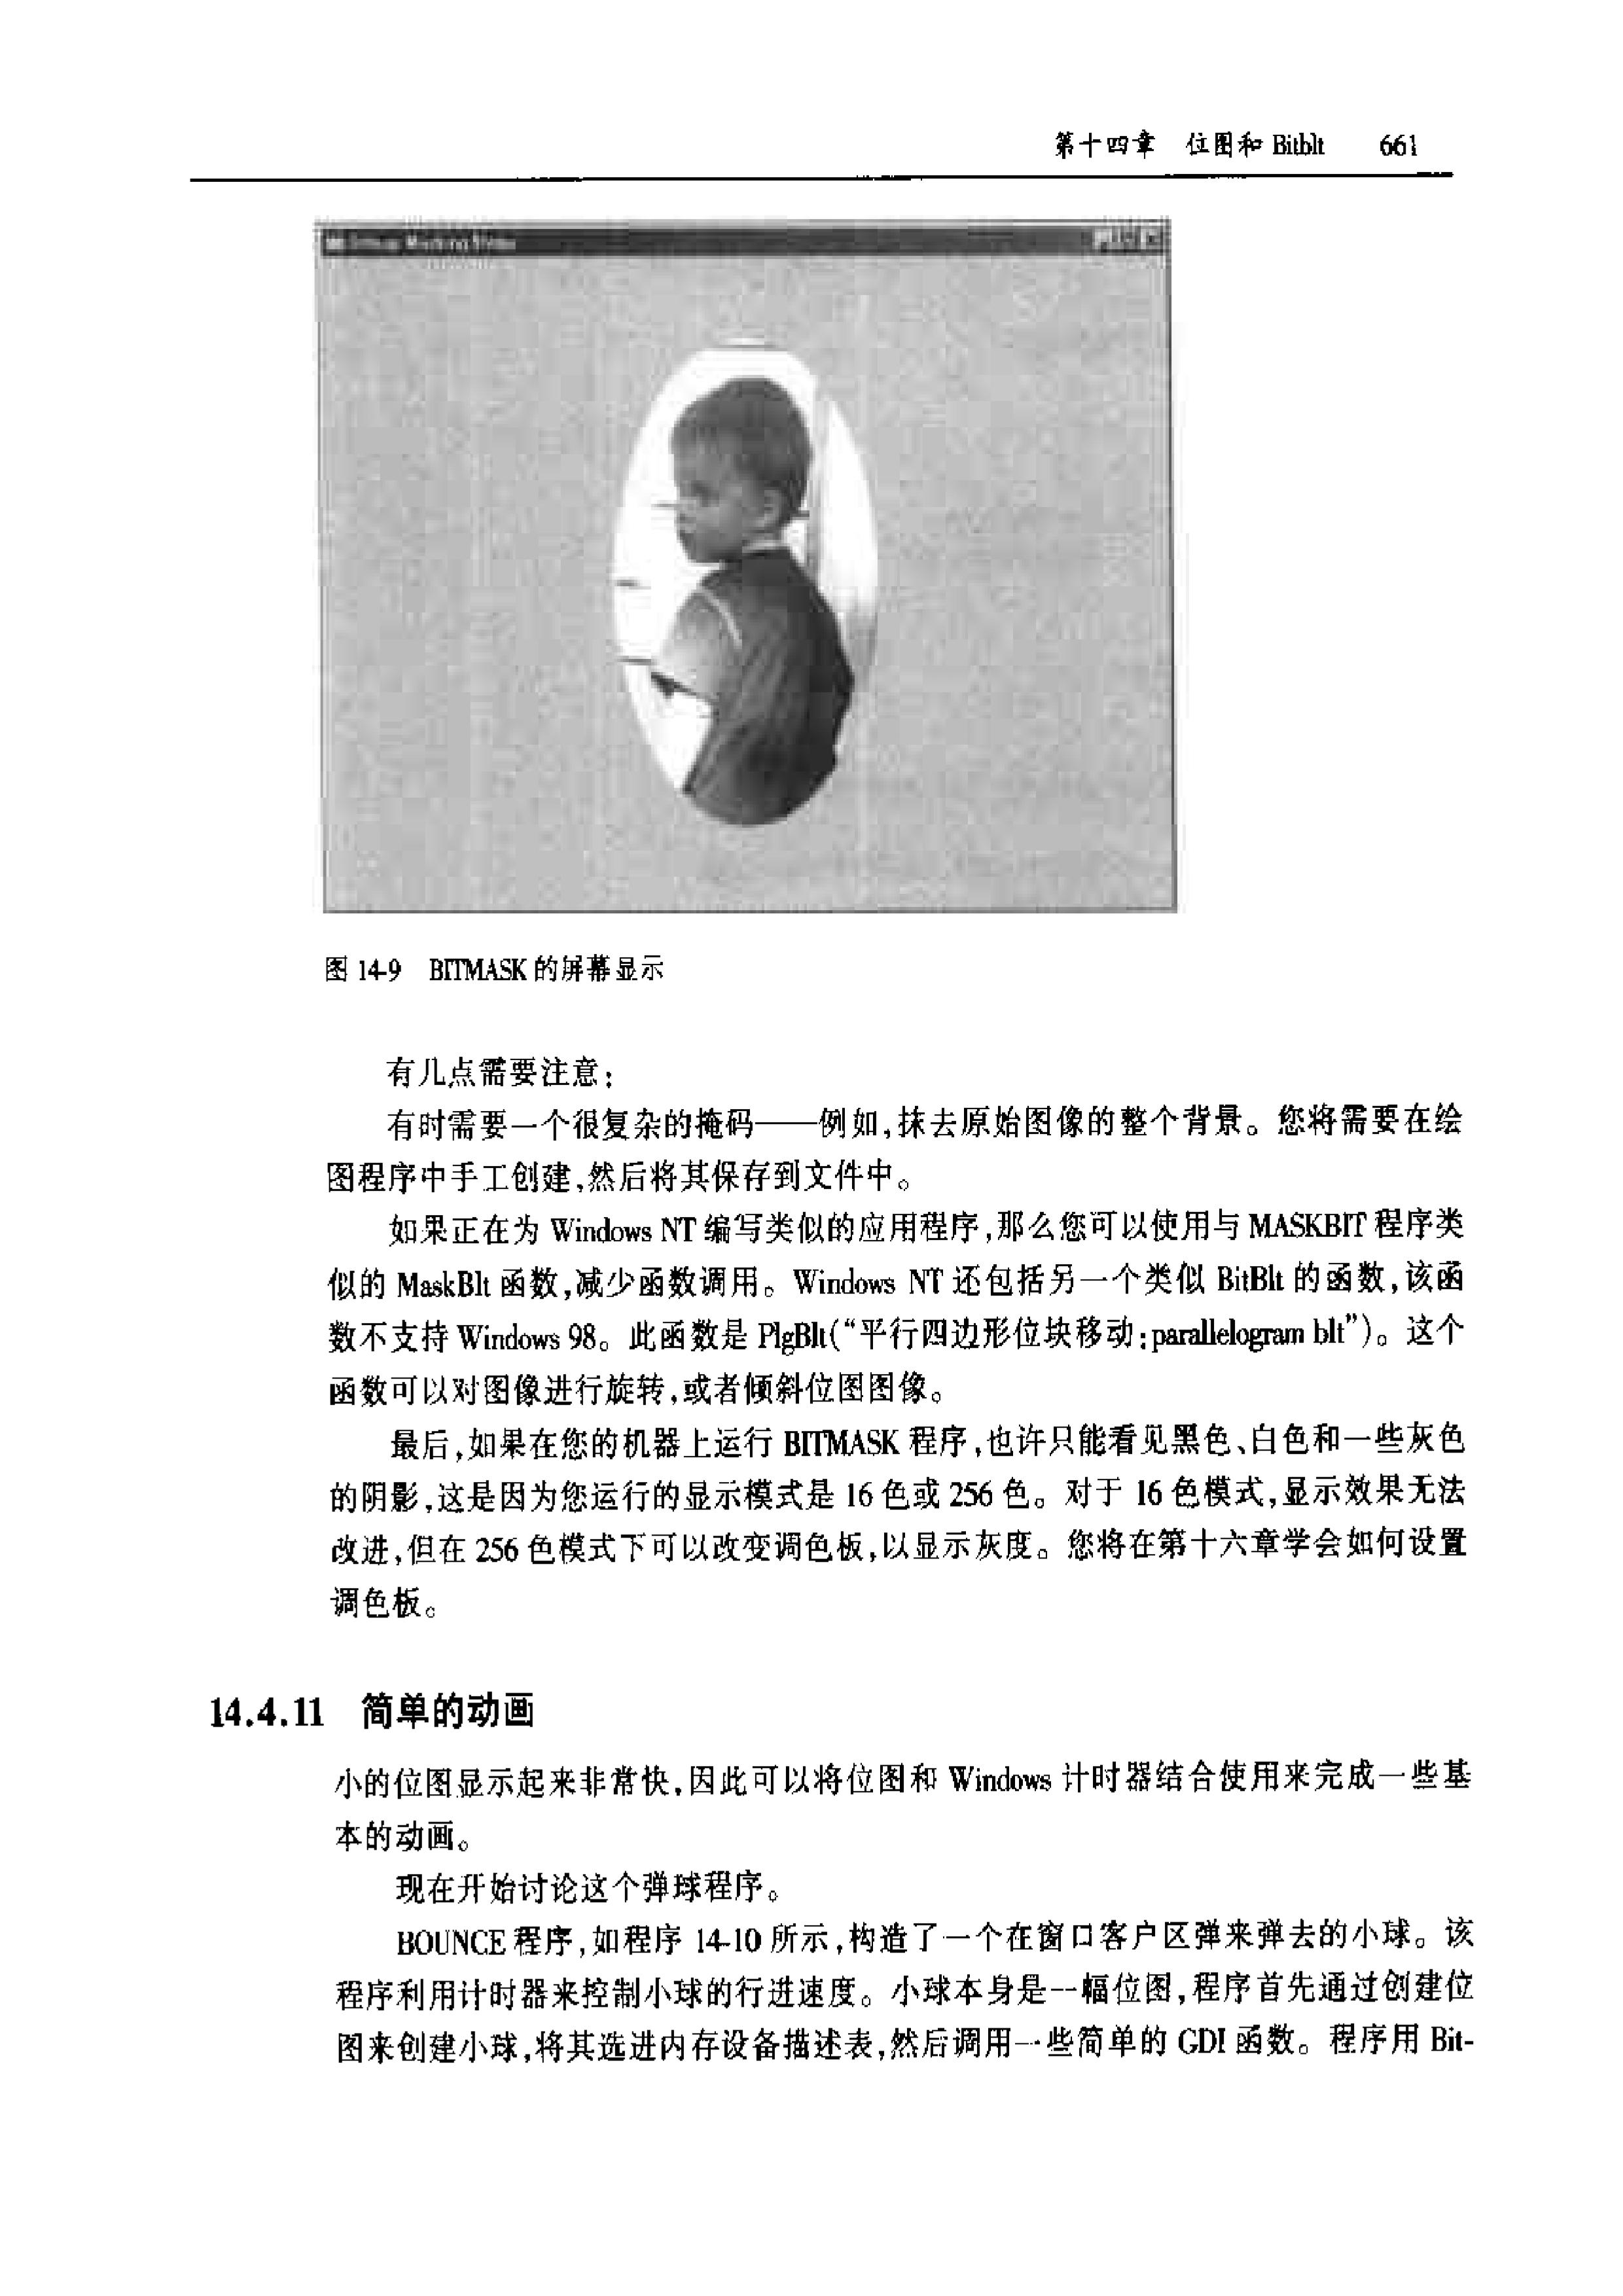 第十四章 位图和 Bitblt 661
图 14-9 BITMASK 的屏幕显示
有几点需要注意：
有时需要一个很复杂的掩码——例如，抹去原始图像的整个背景。您将需要在绘
图程序中手工创建，然后将其保存到文件中。
如果正在为 Windows NT 编写类似的应用程序，那么您可以使用与 MASKBIT 程序类
似的 MaskBlt 函数，减少函数调用。Windows NT 还包括另一个类似 BitBlt 的函数，该函
数不支持 Windows 98。此函数是 PlgBlt(“平行四边形位块移动：parallelogram blt”)。这个
函数可以对图像进行旋转，或者倾斜位图图像。
最后，如果在您的机器上运行 BITMASK 程序，也许只能看见黑色、白色和一些灰色
的阴影，这是因为您运行的显示模式是 16 色或 256 色。对于 16 色模式，显示效果无法
改进，但在 256 色模式下可以改变调色板，以显示灰度。您将在第十六章学会如何设置
调色板。
14.4.11 简单的动画
小的位图显示起来非常快，因此可以将位图和 Windows 计时器结合使用来完成一些基
本的动画。
现在开始讨论这个弹球程序。
BOUNCE 程序，如程序 14-10 所示，构造了一个在窗口客户区弹来弹去的小球。该
程序利用计时器来控制小球的行进速度。小球本身是一幅位图，程序首先通过创建位
图来创建小球，将其选进内存设备描述表，然后调用一些简单的 GDI 函数。程序用 Bit-